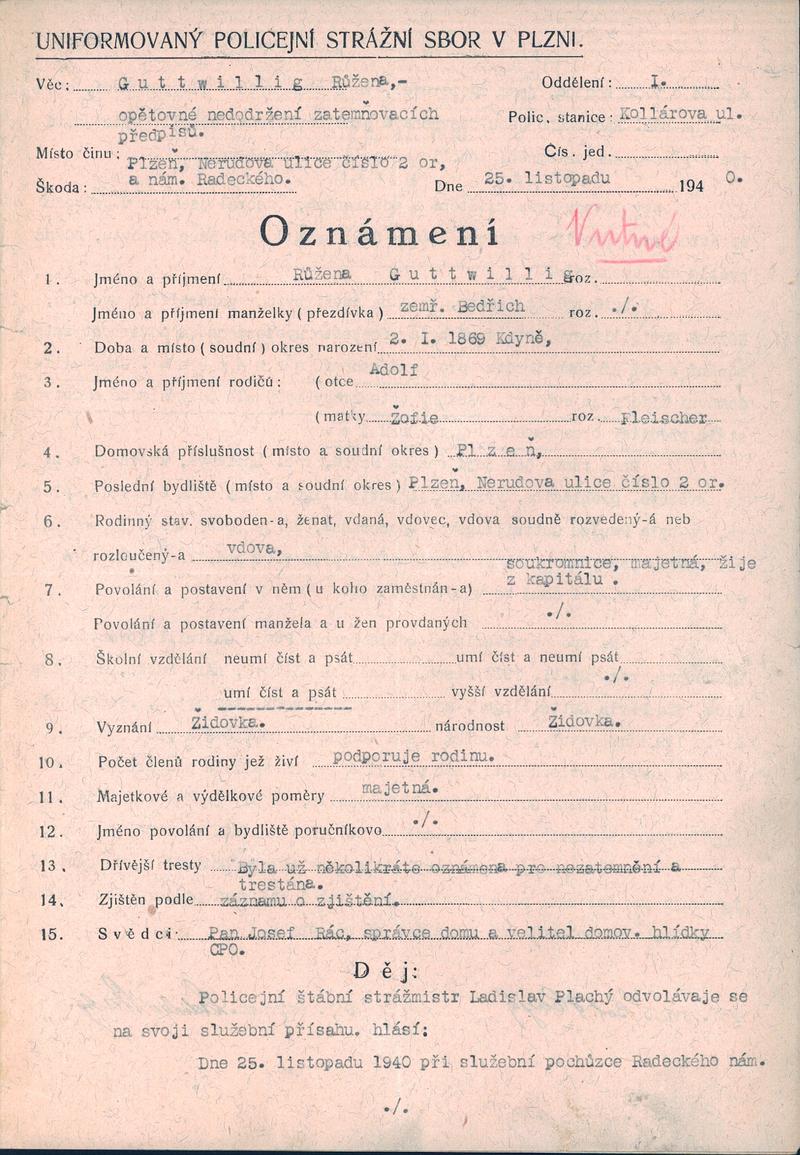 UNIFORMOVANÝ POLICEJNÍ STRÁŽNÍ SBOR V PLZNI.
Věc: Guttwillig Růžena,- Oddělení: I.
opětovné nedodržení zatemňovacích Polic. stanice: Kollárova ul.
předpisů.
Místo činu: Plzeň, Nerudova ulice číslo 2 or, Čís. jed.
a nám. Radeckého.
Škoda: Dne 25. listopadu 1940.
Oznámení Nutné
1. Jméno a příjmení Růžena Guttwillig roz.
Jméno a příjmení manželky (přezdívka) zemř. Bedřich roz. ./.
2. Doba a místo (soudní) okres narození 2. I. 1869 Kdyně,
3. Jméno a příjmení rodičů: (otce Adolf
(matky Žofie roz. Fleischer
4. Domovská příslušnost (místo a soudní okres) Plzeň,
5. Poslední bydliště (místo a soudní okres) Plzeň, Nerudova ulice číslo 2 or.
6. Rodinný stav. svoboden-a, ženat, vdaná, vdovec, vdova soudně rozvedený-á neb
rozloučený-a vdova,
soukromnice, majetná, žije
7. Povolání a postavení v něm (u koho zaměstnán-a) z kapitálu.
Povolání a postavení manžela a u žen provdaných ./.
8. Školní vzdělání neumí číst a psát umí číst a neumí psát
umí číst a psát vyšší vzdělání ./.
9. Vyznání Židovka. národnost Židovka.
10. Počet členů rodiny jež živí podporuje rodinu.
11. Majetkové a výdělkové poměry majetná.
12. Jméno povolání a bydliště poručníkovo ./.
13. Dřívější tresty Byla už několikráte oznámena pro nezatemnění a
trestána.
14. Zjištěn podle záznamu o zjištění.
15. Svědci: Pan Josef Rác, správce domu a velitel domov. hlídky
CPO.
Děj:
Policejní štábní strážmistr Ladislav Plachý odvolávaje se
na svoji služební přísahu. hlásí:
Dne 25. listopadu 1940 při služební pochůzce Radeckého nám.
./.